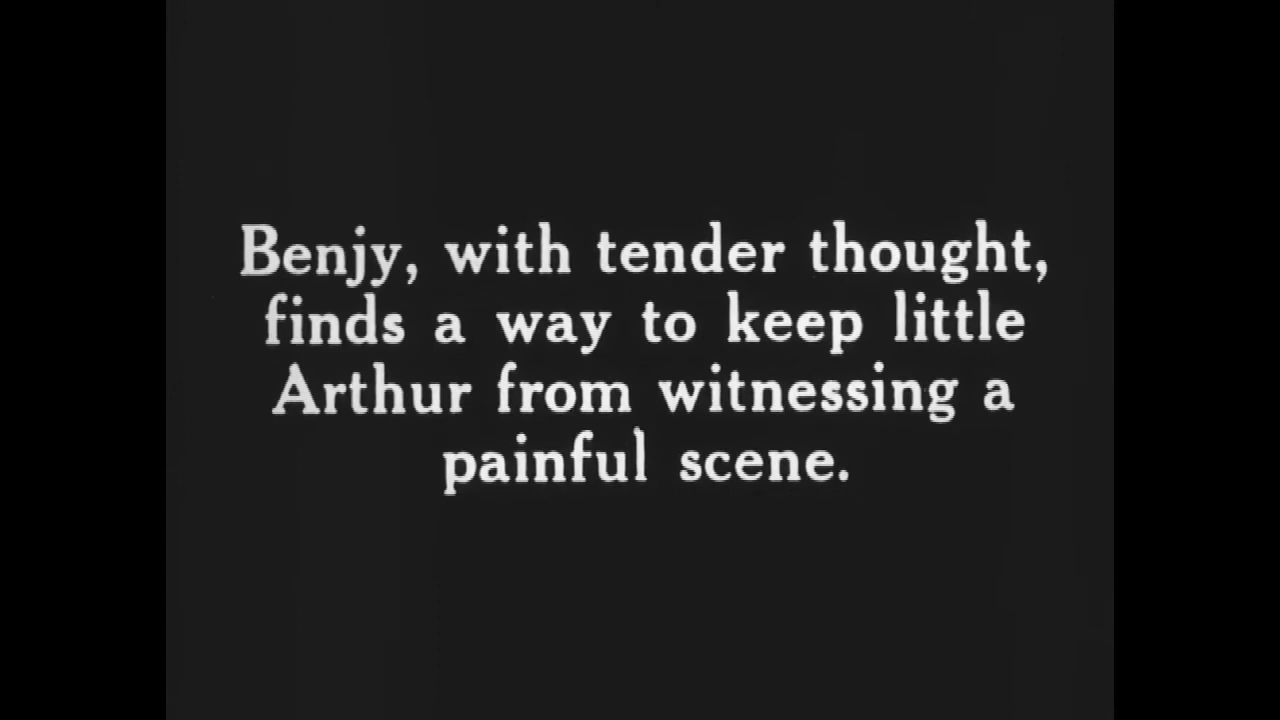 Benjy, with tender thought,
finds a way to keep little
Arthur from witnessing a
painful scene.